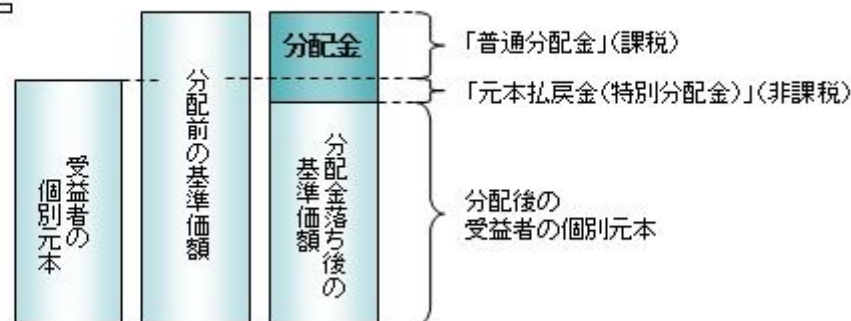 受益者の
個別元本
分配前の基準価額
分配金
分配金落ち後の
基準価額
「普通分配金」(課税)
「元本払戻金(特別分配金)」(非課税)
分配後の
受益者の個別元本